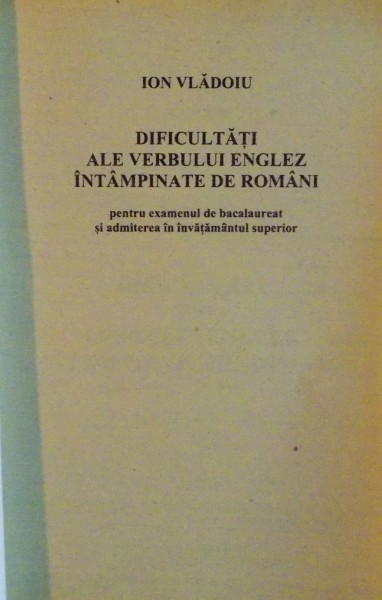 ION VLĂDOIU
DIFICULTĂȚI
ALE VERBULUI ENGLEZ
ÎNTÂMPINATE DE ROMÂNI
pentru examenul de bacalaureat
și admiterea în învățământul superior